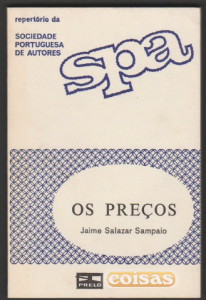 repertório da
SOCIEDADE
PORTUGUESA
DE AUTORES
spa
OS PREÇOS
Jaime Salazar Sampaio
PRELO
coisas